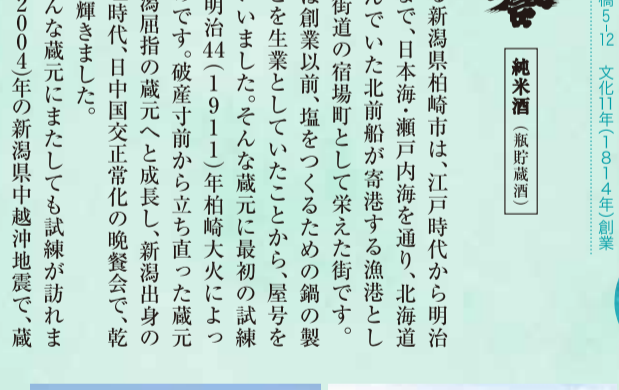 橋5-12 文化11年(1814年)創業
純米酒(瓶貯蔵酒)
る新潟県柏崎市は、江戸時代から明治
まで、日本海・瀬戸内海を通り、北海道
んでいた北前船が寄港する漁港とし
街道の宿場町として栄えた街です。
は創業以前、塩をつくるための鍋の製
とを生業としていたことから、屋号を
いました。そんな蔵元に最初の試練
明治44(1911)年柏崎大火によっ
のです。破産寸前から立ち直った蔵元
潟屈指の蔵元へと成長し、新潟出身の
時代、日中国交正常化の晩餐会で、乾
輝きました。
んな蔵元にまたしても試練が訪れま
2004)年の新潟県中越沖地震で、蔵